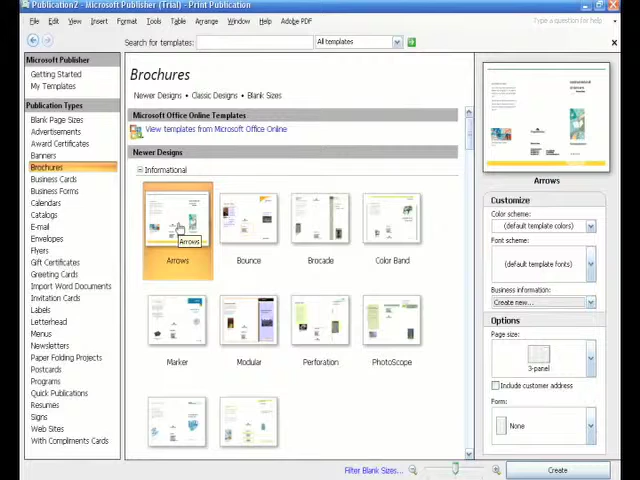 Publication2 - Microsoft Publisher (Trial) - Print Publication
File Edit View Insert Format Tools Table Arrange Window Help Adobe PDF
Type a question for help
Search for templates: All templates
Microsoft Publisher
Getting Started
My Templates
Publication Types
Blank Page Sizes
Advertisements
Award Certificates
Banners
Brochures
Business Cards
Business Forms
Calendars
Catalogs
E-mail
Envelopes
Flyers
Gift Certificates
Greeting Cards
Import Word Documents
Invitation Cards
Labels
Letterhead
Menus
Newsletters
Paper Folding Projects
Postcards
Programs
Quick Publications
Resumes
Signs
Web Sites
With Compliments Cards
Brochures
Newer Designs • Classic Designs • Blank Sizes
Microsoft Office Online Templates
View templates from Microsoft Office Online
Newer Designs
Informational
Arrows
Arrows Bounce Brocade Color Band
Marker Modular Perforation PhotoScope
Filter Blank Sizes...
Arrows
Customize
Color scheme:
(default template colors)
Font scheme:
(default template fonts)
Business information:
Create new...
Options
Page size:
3-panel
Include customer address
Form:
None
Create